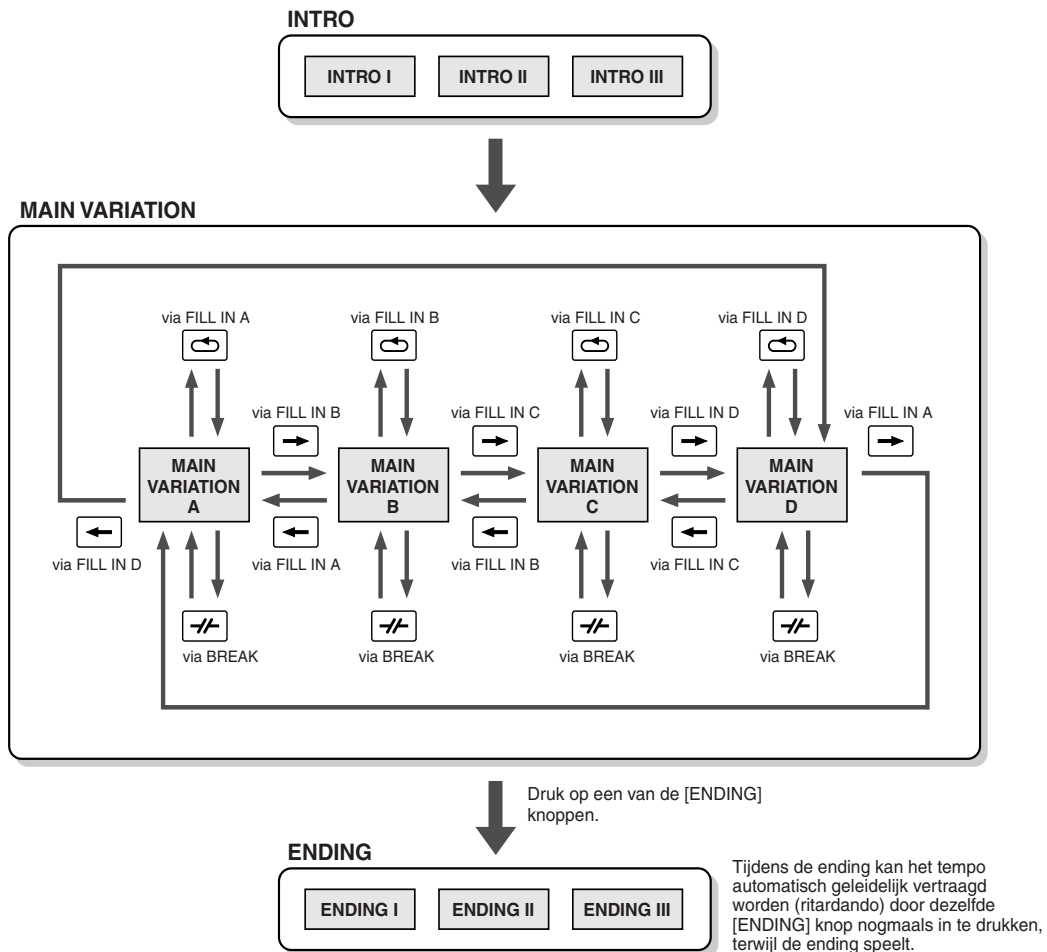 INTRO
INTRO I
INTRO II
INTRO III
MAIN VARIATION
via FILL IN A
via FILL IN B
via FILL IN C
via FILL IN D
via FILL IN B
via FILL IN C
via FILL IN D
via FILL IN A
MAIN
VARIATION
A
MAIN
VARIATION
B
MAIN
VARIATION
C
MAIN
VARIATION
D
via FILL IN D
via FILL IN A
via FILL IN B
via FILL IN C
via BREAK
via BREAK
via BREAK
via BREAK
Druk op een van de [ENDING]
knoppen.
ENDING
ENDING I
ENDING II
ENDING III
Tijdens de ending kan het tempo
automatisch geleidelijk vertraagd
worden (ritardando) door dezelfde
[ENDING] knop nogmaals in te drukken,
terwijl de ending speelt.